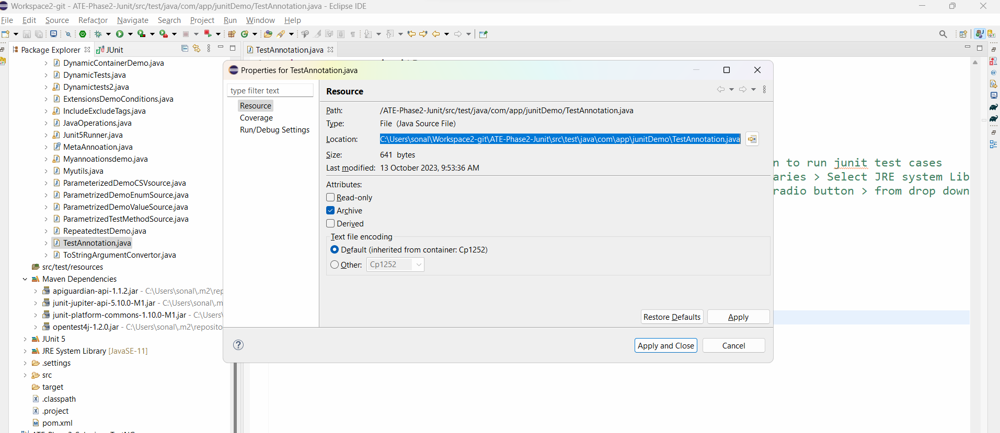 Workspace2-git - ATE-Phase2-Junit/src/test/java/com/app/junitDemo/TestAnnotation.java - Eclipse IDE
File Edit Source Refactor Navigate Search Project Run Window Help
Package Explorer JUnit
TestAnnotation.java
DynamicContainerDemo.java
DynamicTests.java
Dynamictests2.java
ExtensionsDemoConditions.java
IncludeExcludeTags.java
JavaOperations.java
Junit5Runner.java
MetaAnnoation.java
Myannoationsdemo.java
Myutils.java
ParameterizedDemoCSVsource.java
ParametrizedDemoEnumSource.java
ParametrizedDemoValueSource.java
ParametrizedTestMethodSource.java
RepeatedtestDemo.java
TestAnnotation.java
ToStringArgumentConvertor.java
src/test/resources
Maven Dependencies
apiguardian-api-1.1.2.jar - C:\Users\sonal\.m2\rep
junit-jupiter-api-5.10.0-M1.jar - C:\Users\sonal\.m
junit-platform-commons-1.10.0-M1.jar - C:\Users\
opentest4j-1.2.0.jar - C:\Users\sonal\.m2\reposito
JUnit 5
JRE System Library [JavaSE-11]
.settings
src
target
.classpath
.project
pom.xml
Properties for TestAnnotation.java
type filter text
Resource
Coverage
Run/Debug Settings
Resource
Path: /ATE-Phase2-Junit/src/test/java/com/app/junitDemo/TestAnnotation.java
Type: File (Java Source File)
Location: C:\Users\sonal\Workspace2-git\ATE-Phase2-Junit\src\test\java\com\app\junitDemo\TestAnnotation.java
Size: 641 bytes
Last modified: 13 October 2023, 9:53:36 AM
Attributes:
Read-only
Archive
Derived
Text file encoding
Default (inherited from container: Cp1252)
Other: Cp1252
Restore Defaults Apply
Apply and Close Cancel
n to run junit test cases
aries > Select JRE system Lib
radio button > from drop down